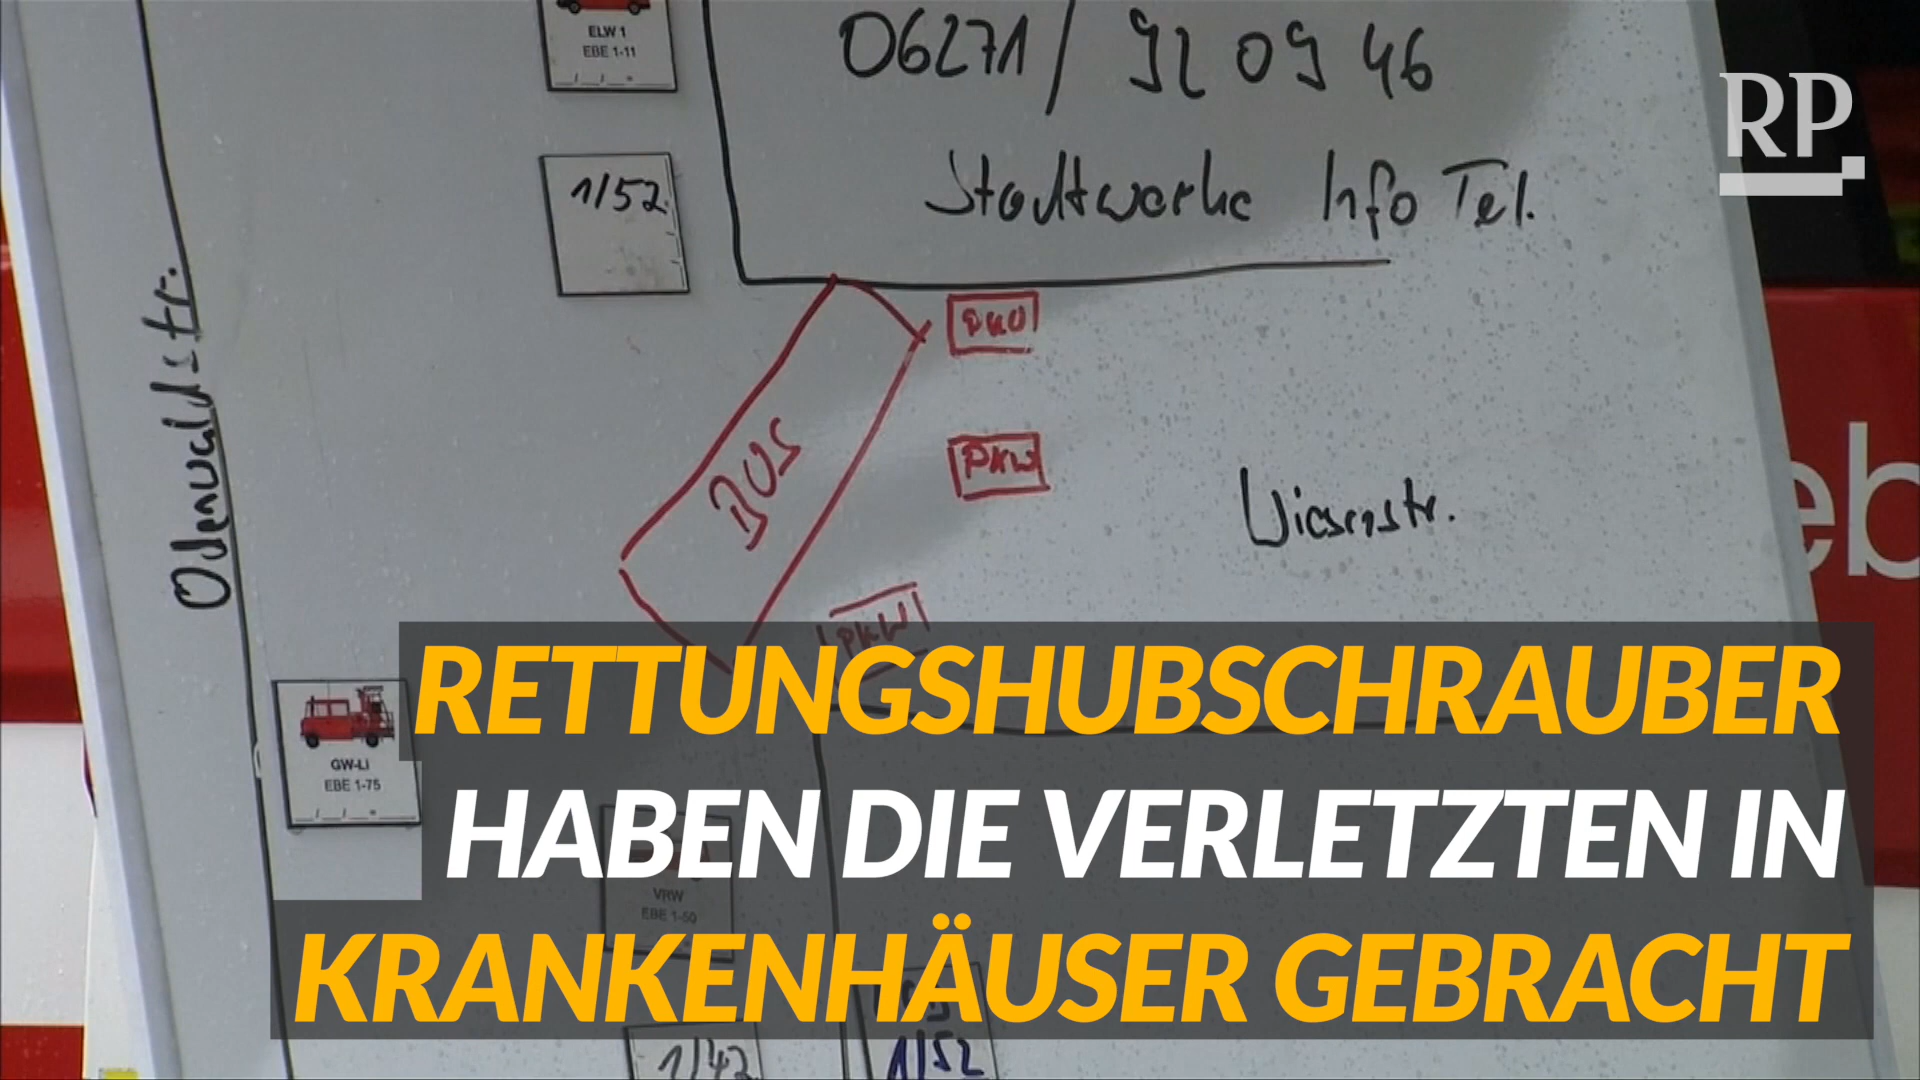 ELW 1
EBE 1-11
06271/ 92 09 46
RP
1/52
Stadtwerke Info Tel.
Odenwaldstr.
PKW
BUS
PKW
Wiesenstr.
eb
PKW
RETTUNGSHUBSCHRAUBER
GW-LI
EBE 1-75
HABEN DIE VERLETZTEN IN
VRW
EBE 1-50
KRANKENHÄUSER GEBRACHT
1/42
1/52